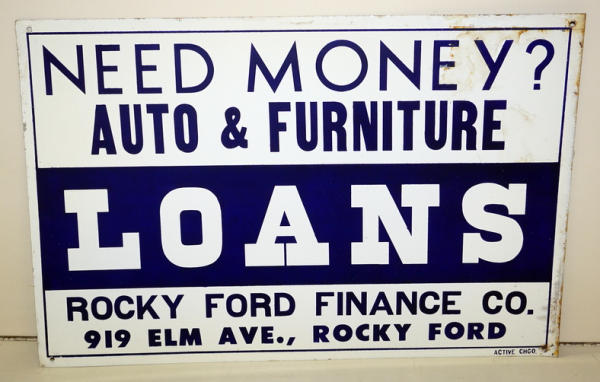 NEED MONEY?
AUTO & FURNITURE
LOANS
ROCKY FORD FINANCE CO.
919 ELM AVE., ROCKY FORD
ACTIVE CHGO.